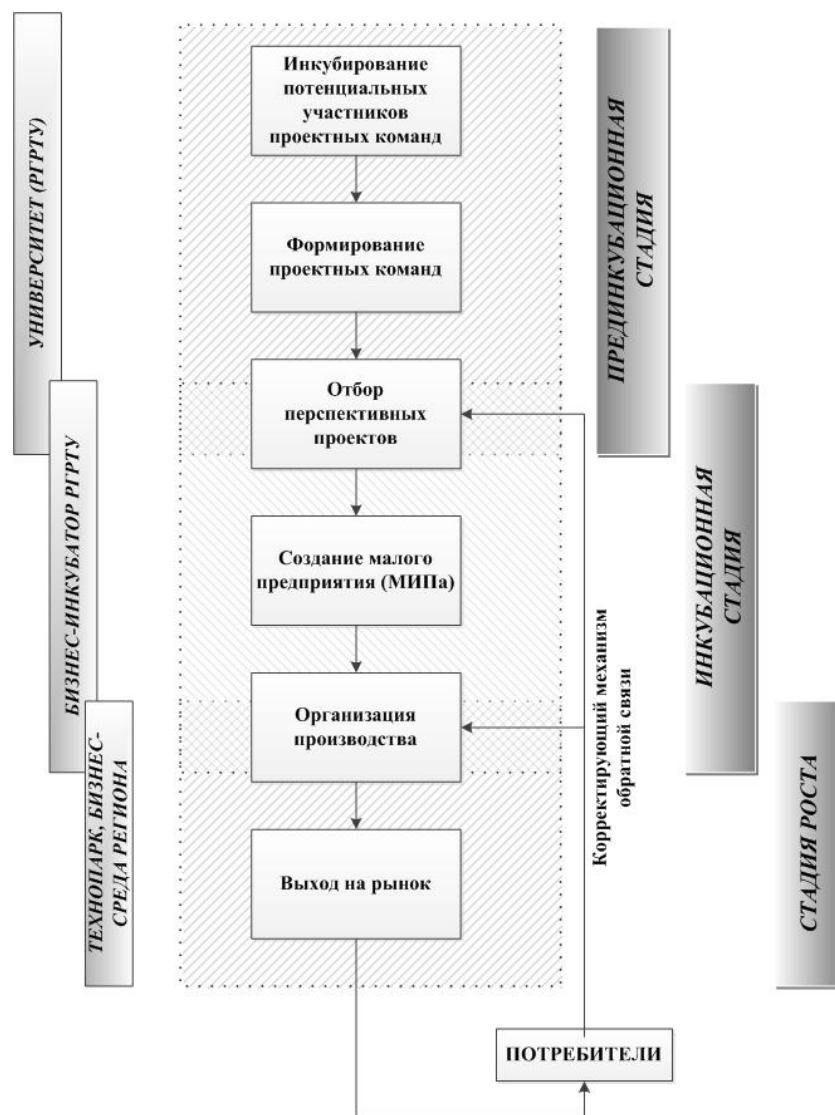 УНИВЕРСИТЕТ (РГРТУ)
БИЗНЕС-ИНКУБАТОР РГРТУ
ТЕХНОПАРК, БИЗНЕС-
СРЕДА РЕГИОНА
Инкубирование
потенциальных
участников
проектных команд
Формирование
проектных команд
Отбор
перспективных
проектов
Создание малого
предприятия (МИПа)
Организация
производства
Выход на рынок
ПОТРЕБИТЕЛИ
Корректирующий механизм
обратной связи
ПРЕДИНКУБАЦИОННАЯ
СТАДИЯ
ИНКУБАЦИОННАЯ
СТАДИЯ
СТАДИЯ РОСТА